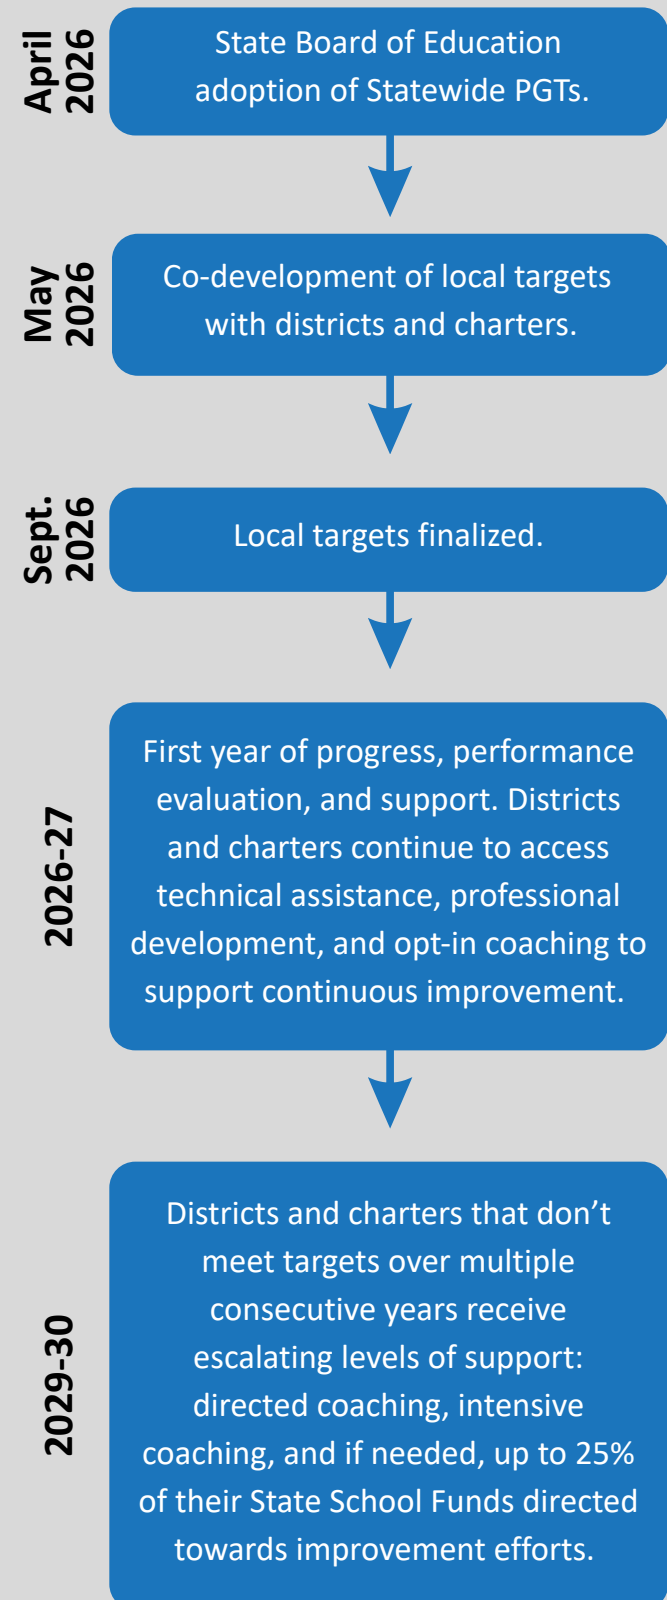 April
2026
State Board of Education
adoption of Statewide PGTs.
May
2026
Co-development of local targets
with districts and charters.
Sept.
2026
Local targets finalized.
2026-27
First year of progress, performance
evaluation, and support. Districts
and charters continue to access
technical assistance, professional
development, and opt-in coaching to
support continuous improvement.
2029-30
Districts and charters that don’t
meet targets over multiple
consecutive years receive
escalating levels of support:
directed coaching, intensive
coaching, and if needed, up to 25%
of their State School Funds directed
towards improvement efforts.